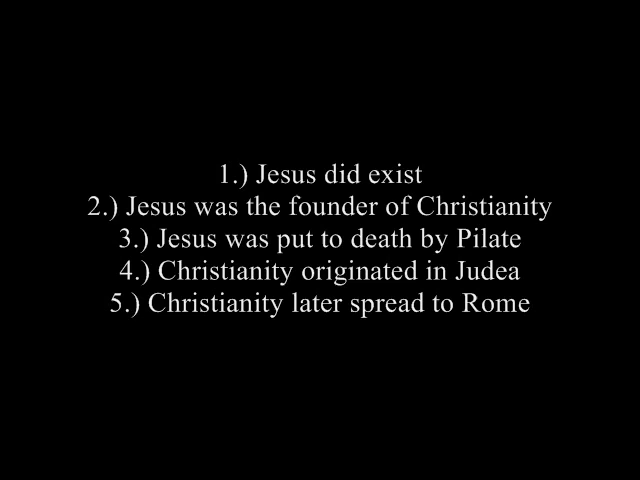 1.) Jesus did exist
2.) Jesus was the founder of Christianity
3.) Jesus was put to death by Pilate
4.) Christianity originated in Judea
5.) Christianity later spread to Rome